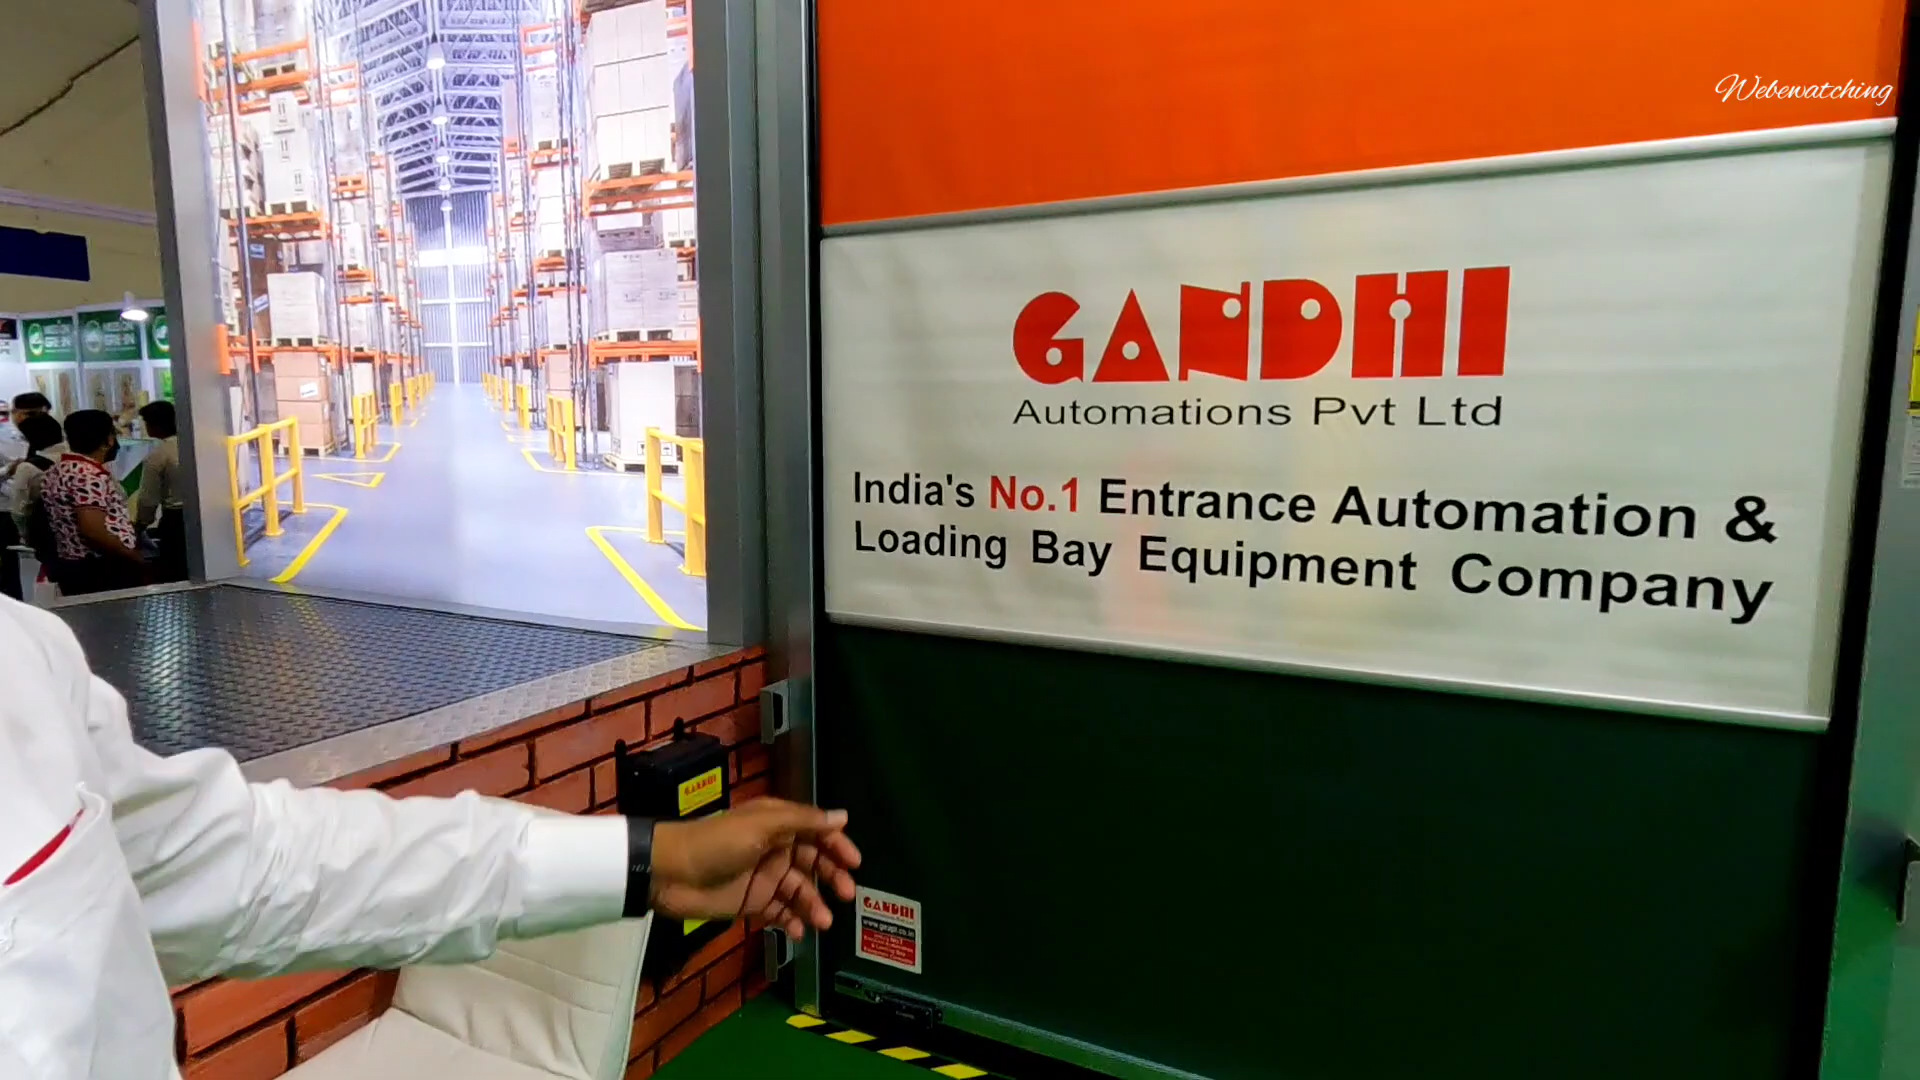 Webewatching
GANDHI
Automations Pvt Ltd
India's No.1 Entrance Automation &
Loading Bay Equipment Company
GANDHI
GANDHI